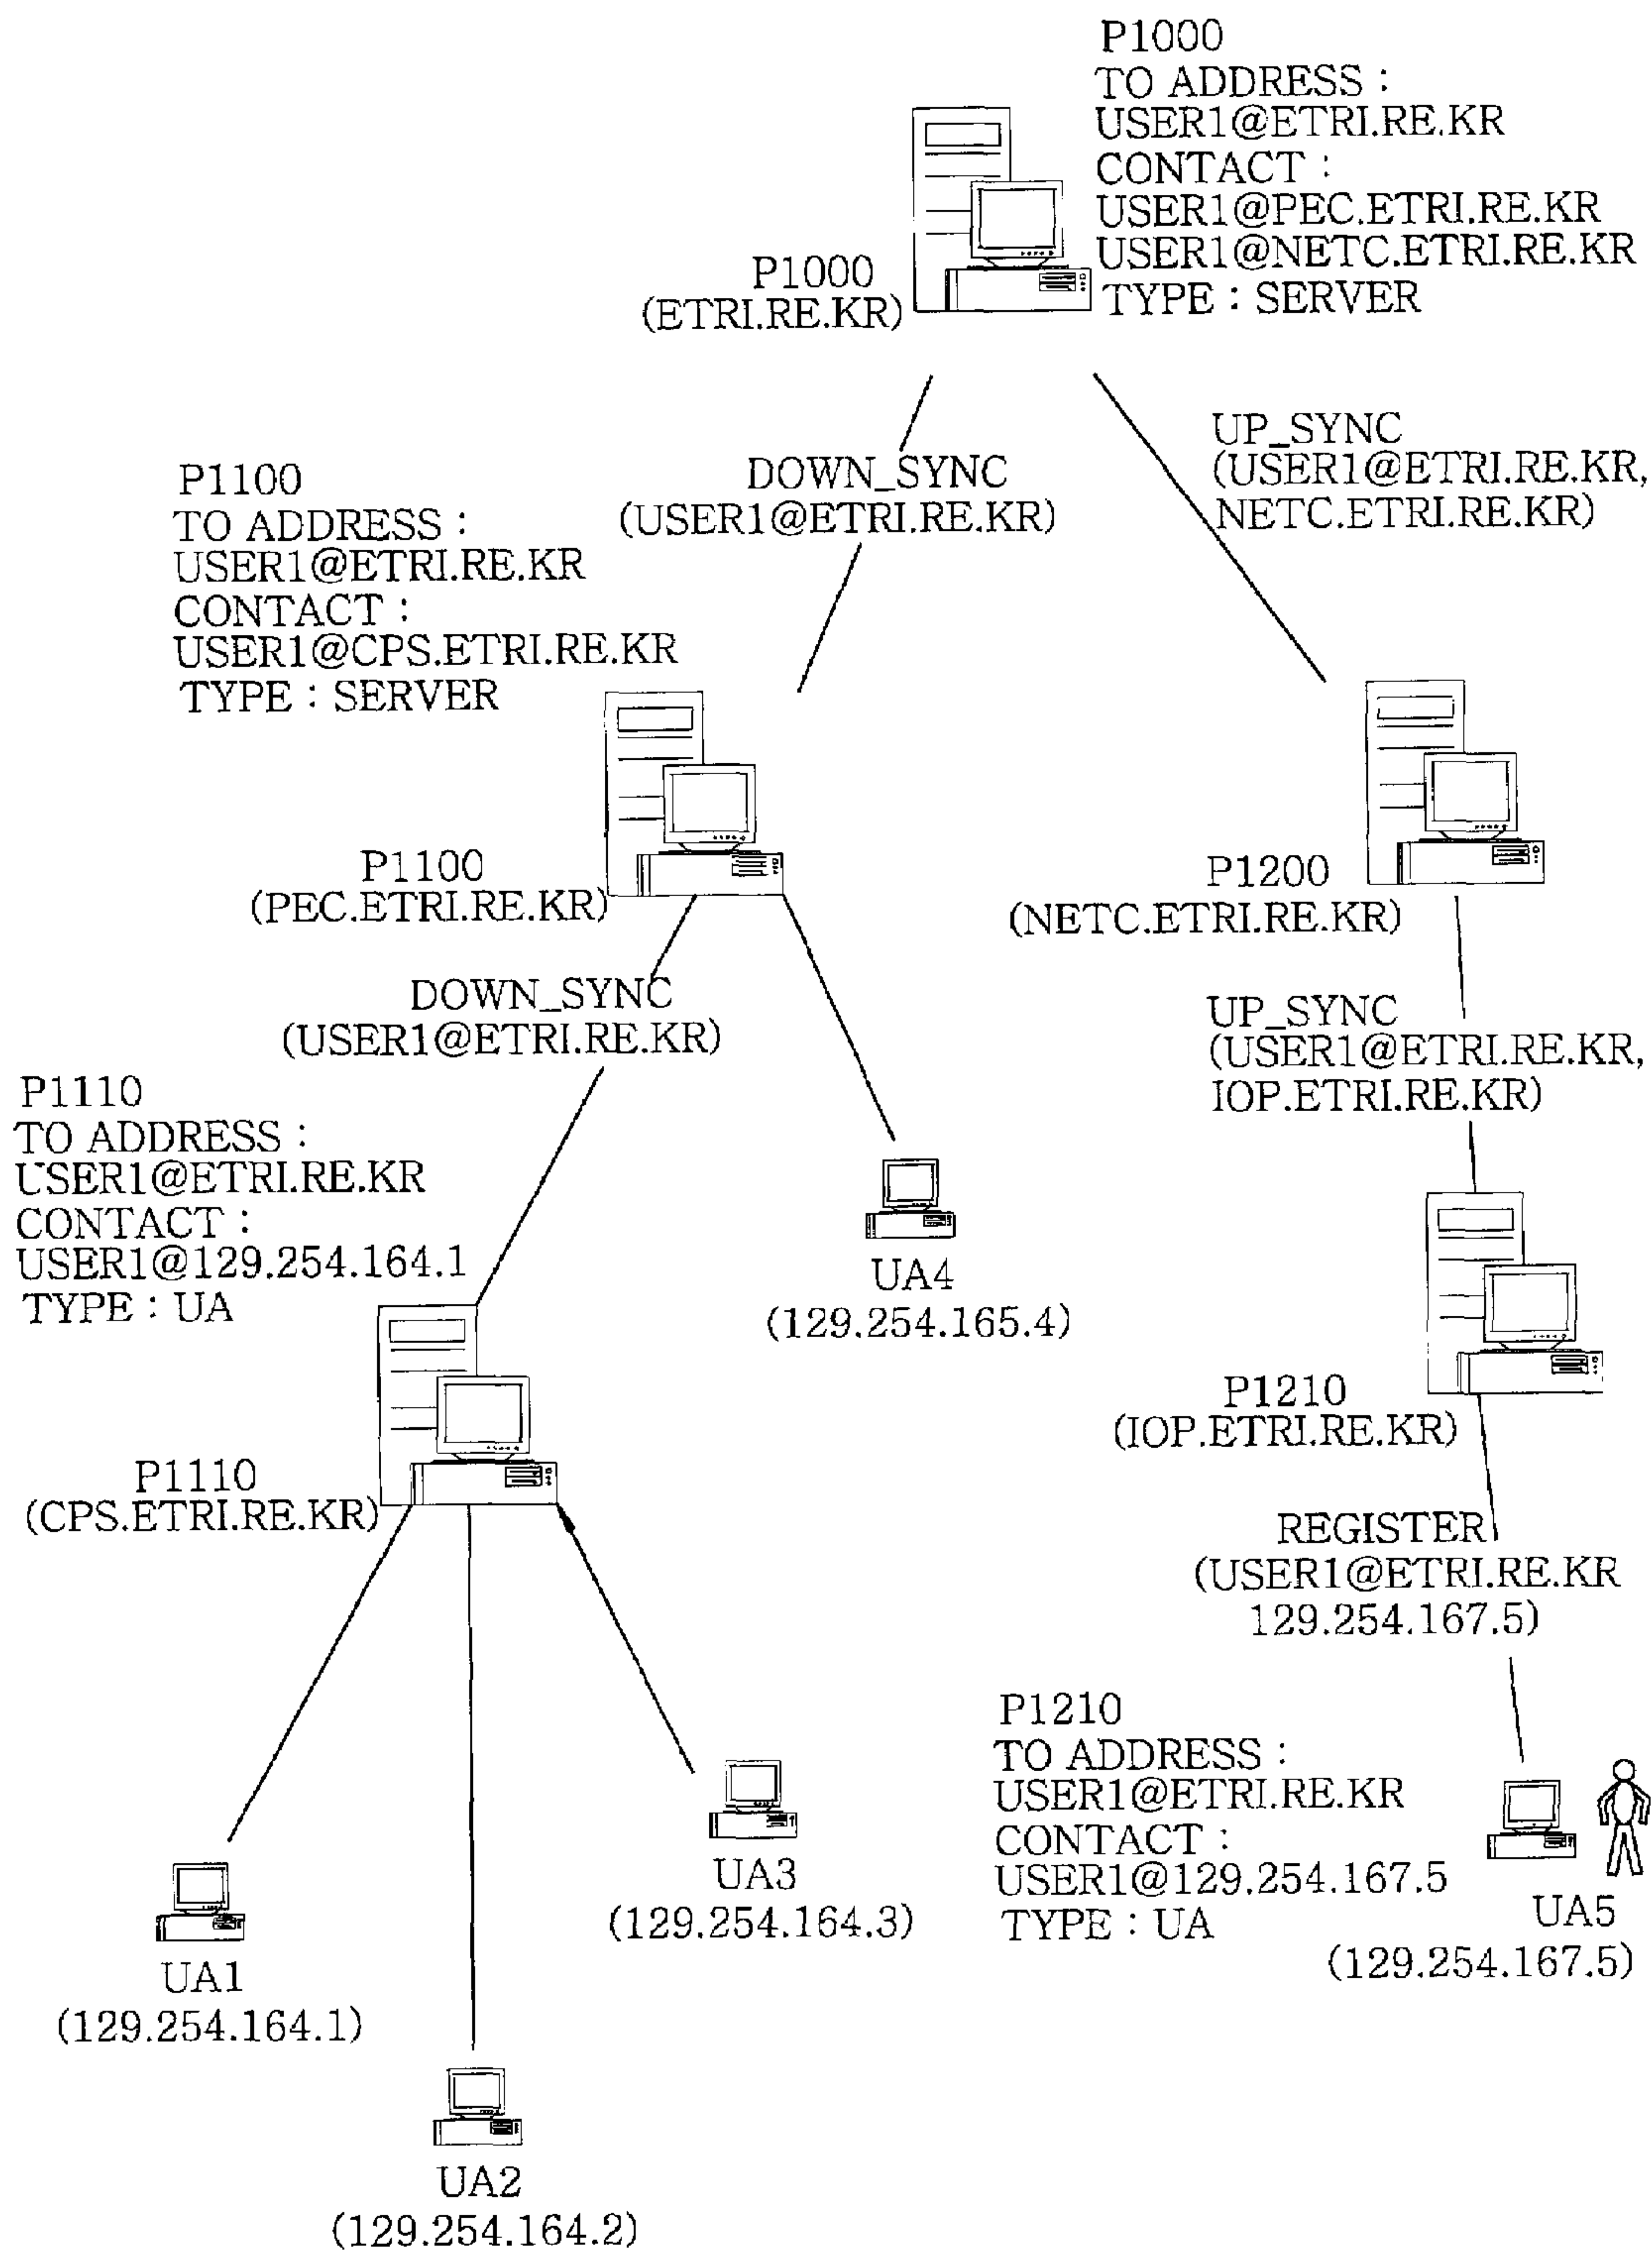 P1000
TO ADDRESS :
USER1@ETRI.RE.KR
CONTACT :
USER1@PEC.ETRI.RE.KR
USER1@NETC.ETRI.RE.KR
TYPE : SERVER
P1000
(ETRI.RE.KR)
UP_SYNC
(USER1@ETRI.RE.KR,
NETC.ETRI.RE.KR)
DOWN_SYNC
(USER1@ETRI.RE.KR)
P1100
TO ADDRESS :
USER1@ETRI.RE.KR
CONTACT :
USER1@CPS.ETRI.RE.KR
TYPE : SERVER
P1100
(PEC.ETRI.RE.KR)
P1200
(NETC.ETRI.RE.KR)
DOWN_SYNC
(USER1@ETRI.RE.KR)
UP_SYNC
(USER1@ETRI.RE.KR,
IOP.ETRI.RE.KR)
P1110
TO ADDRESS :
USER1@ETRI.RE.KR
CONTACT :
USER1@129.254.164.1
TYPE : UA
UA4
(129.254.165.4)
P1210
(IOP.ETRI.RE.KR)
P1110
(CPS.ETRI.RE.KR)
REGISTER
(USER1@ETRI.RE.KR
129.254.167.5)
P1210
TO ADDRESS :
USER1@ETRI.RE.KR
CONTACT :
USER1@129.254.167.5
TYPE : UA
UA3
(129.254.164.3)
UA5
(129.254.167.5)
UA1
(129.254.164.1)
UA2
(129.254.164.2)